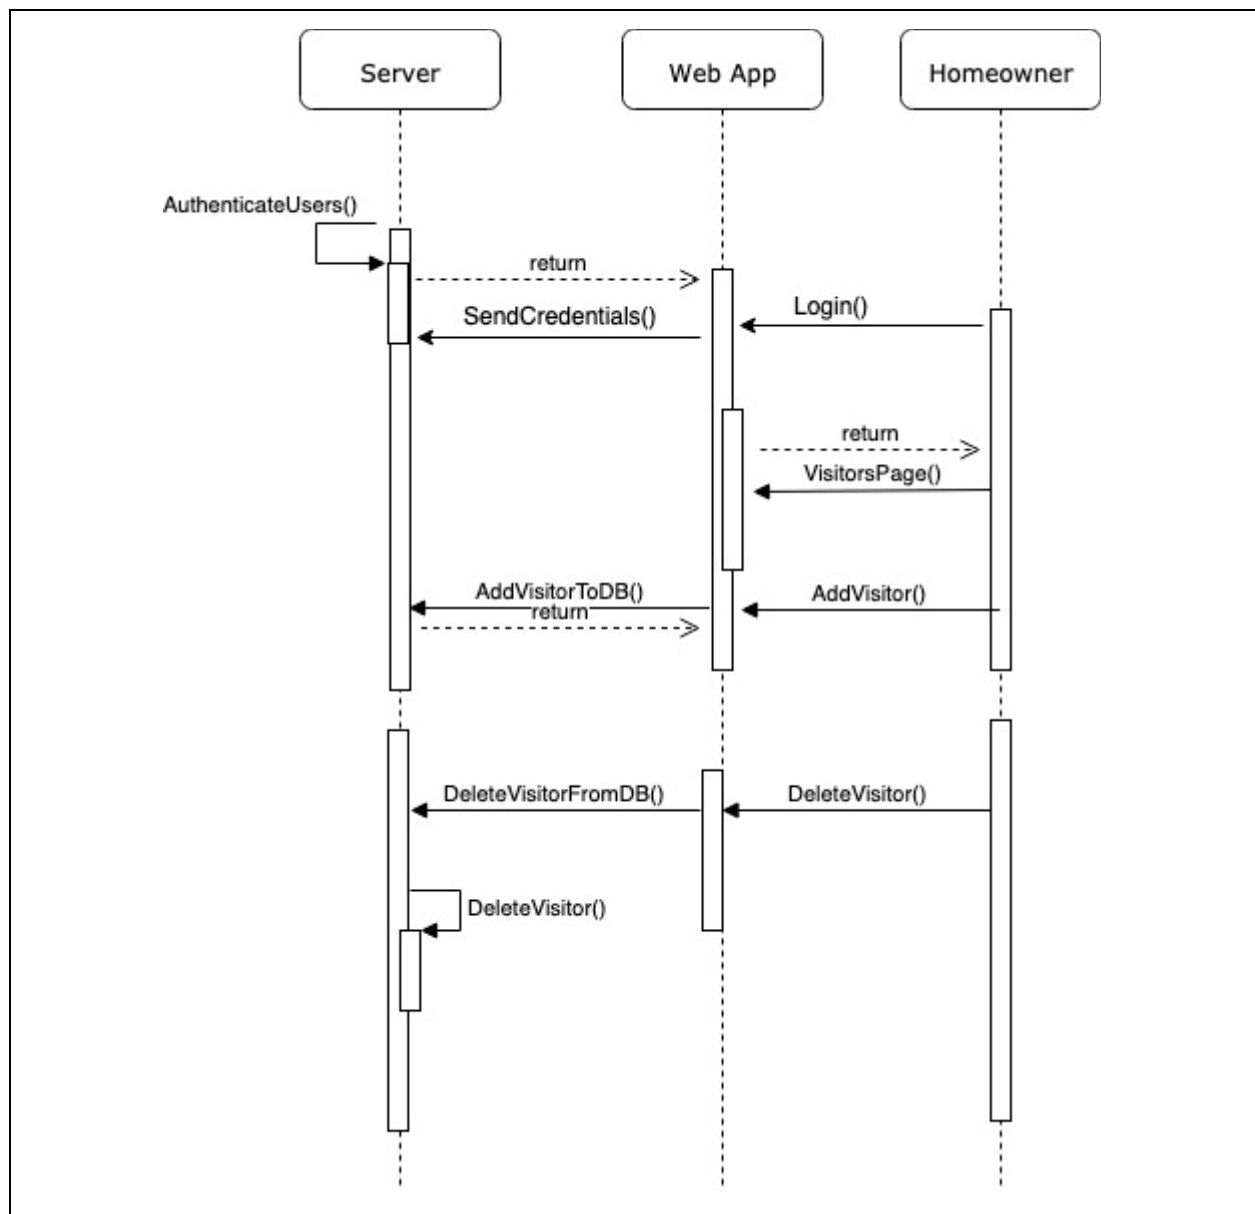 Server
Web App
Homeowner
AuthenticateUsers()
return
SendCredentials()
Login()
return
VisitorsPage()
AddVisitorToDB()
return
AddVisitor()
DeleteVisitorFromDB()
DeleteVisitor()
DeleteVisitor()